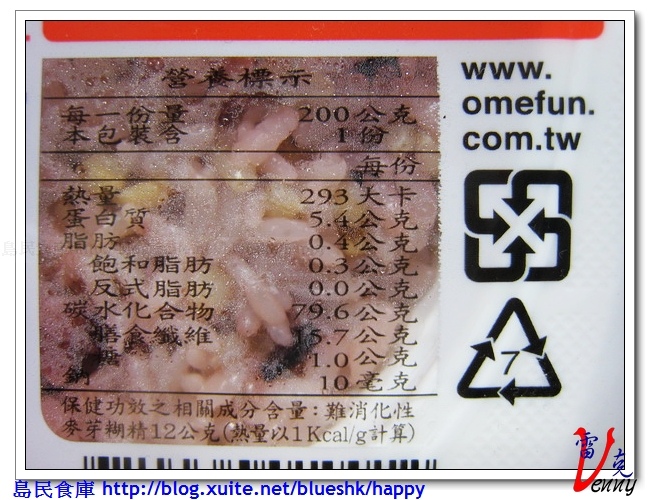 營養標示
每一份量 200公克
本包裝含 1份
每份
熱量 293大卡
蛋白質 5.4公克
脂肪 0.4公克
飽和脂肪 0.3公克
反式脂肪 0.0公克
碳水化合物 79.6公克
膳食纖維 15.7公克
糖 1.0公克
鈉 10毫克
保健功效之相關成分含量:難消化性
麥芽糊精12公克(熱量以1Kcal/g計算)
www.
omefun.
com.tw
7
雷克
Venny
島民食庫 http://blog.xuite.net/blueshk/happy